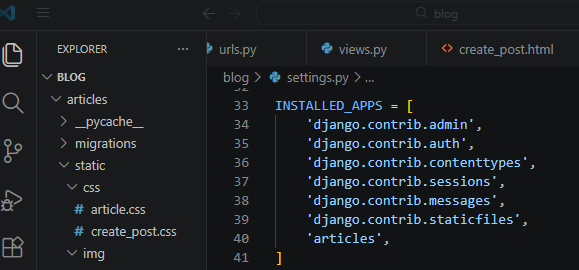 blog
EXPLORER
BLOG
articles
__pycache__
migrations
static
css
# article.css
# create_post.css
img
urls.py
views.py
<> create_post.html
blog > settings.py > ...
33 INSTALLED_APPS = [
34 'django.contrib.admin',
35 'django.contrib.auth',
36 'django.contrib.contenttypes',
37 'django.contrib.sessions',
38 'django.contrib.messages',
39 'django.contrib.staticfiles',
40 'articles',
41 ]